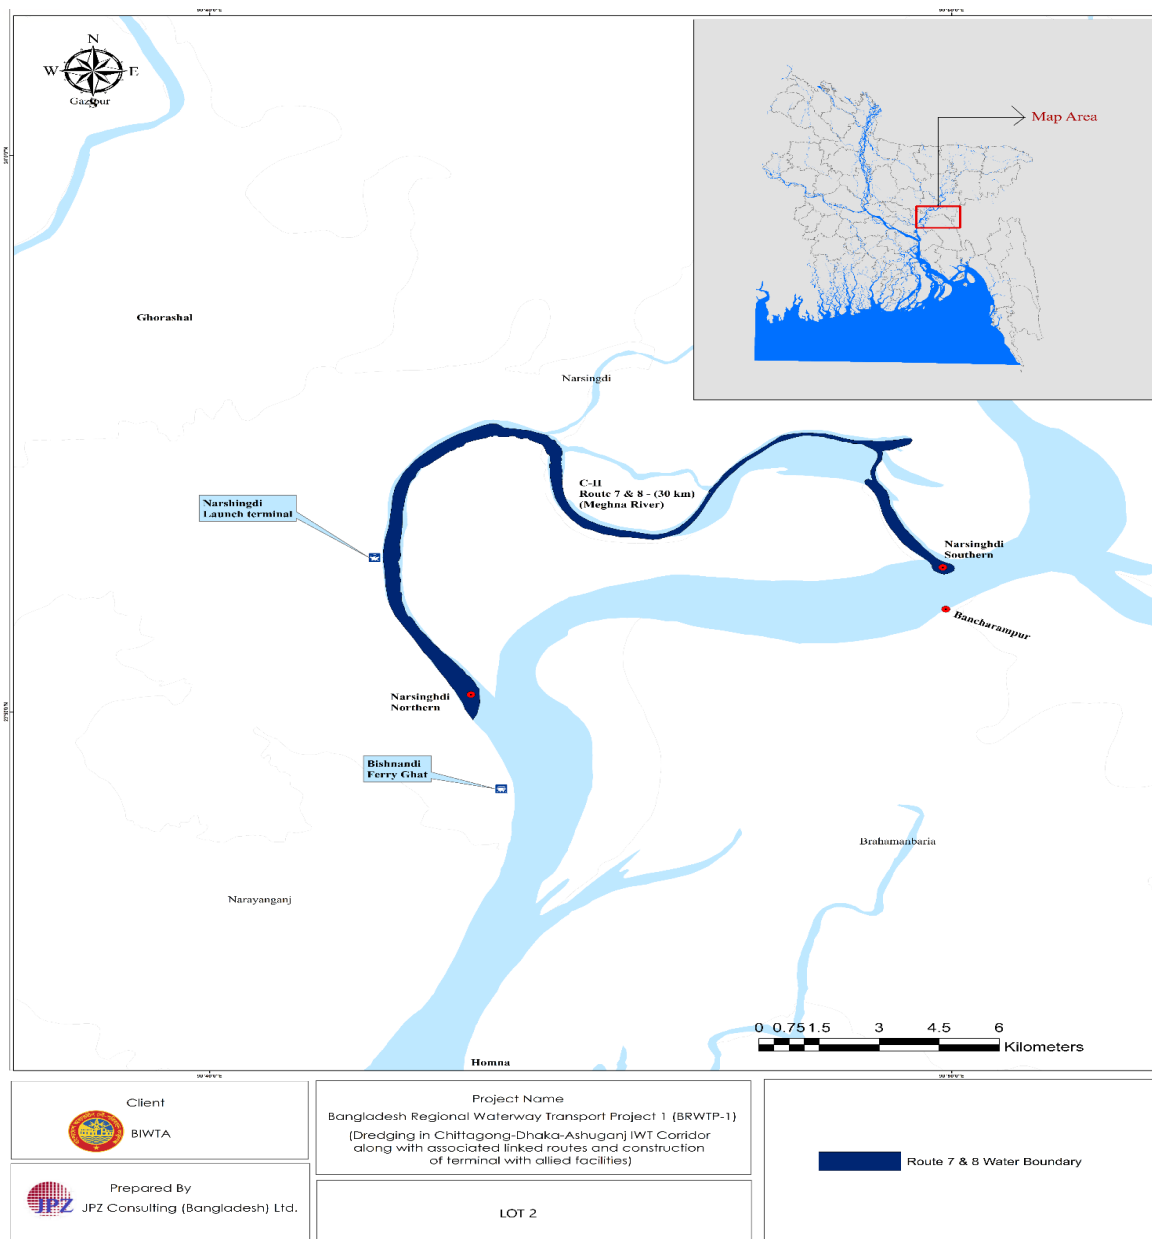 N
W
E
S
Gazipur
Map Area
Ghorashal
Narsingdi
C-II
Route 7 & 8 - (30 km)
(Meghna River)
Narshingdi
Launch terminal
Narsinghdi
Southern
Bancharampur
Narsinghdi
Northern
Bishnandi
Ferry Ghat
Brahamanbaria
Narayanganj
0 0.75 1.5 3 4.5 6
Kilometers
Homna
Client
BIWTA
Prepared By
JPZ
JPZ Consulting (Bangladesh) Ltd.
Project Name
Bangladesh Regional Waterway Transport Project 1 (BRWTP-1)
(Dredging in Chittagong-Dhaka-Ashuganj IWT Corridor
along with associated linked routes and construction
of terminal with allied facilities)
LOT 2
Route 7 & 8 Water Boundary